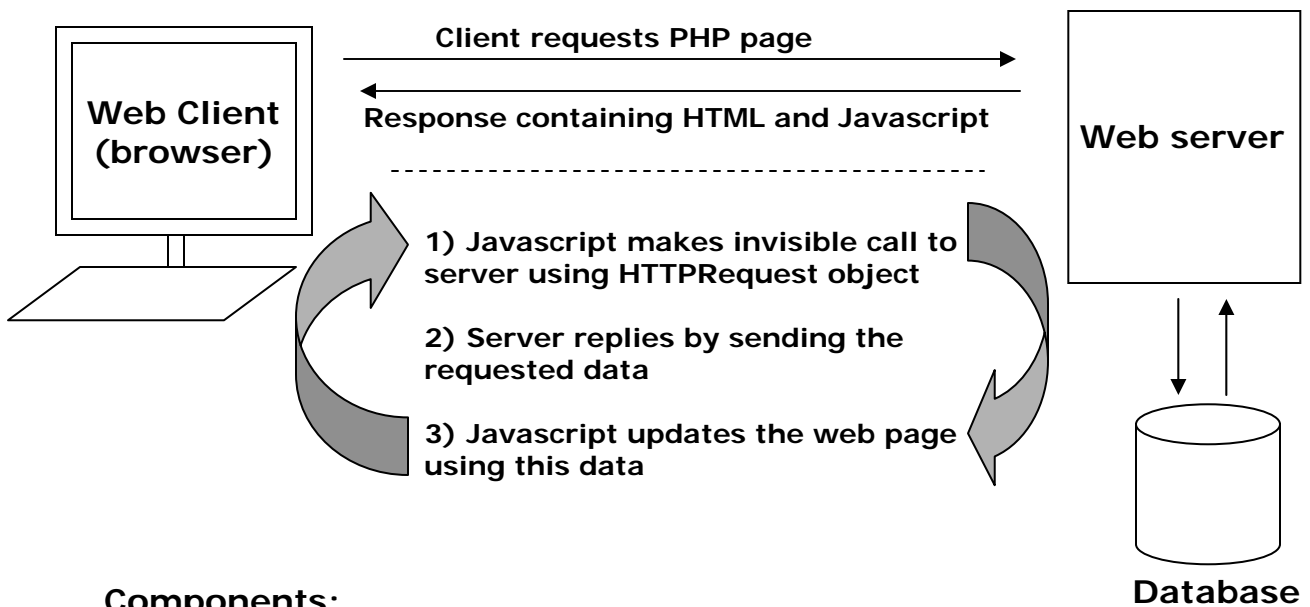 Client requests PHP page
Web Client
(browser)
Response containing HTML and Javascript
Web server
1) Javascript makes invisible call to
server using HTTPRequest object
2) Server replies by sending the
requested data
3) Javascript updates the web page
using this data
Database
Components: